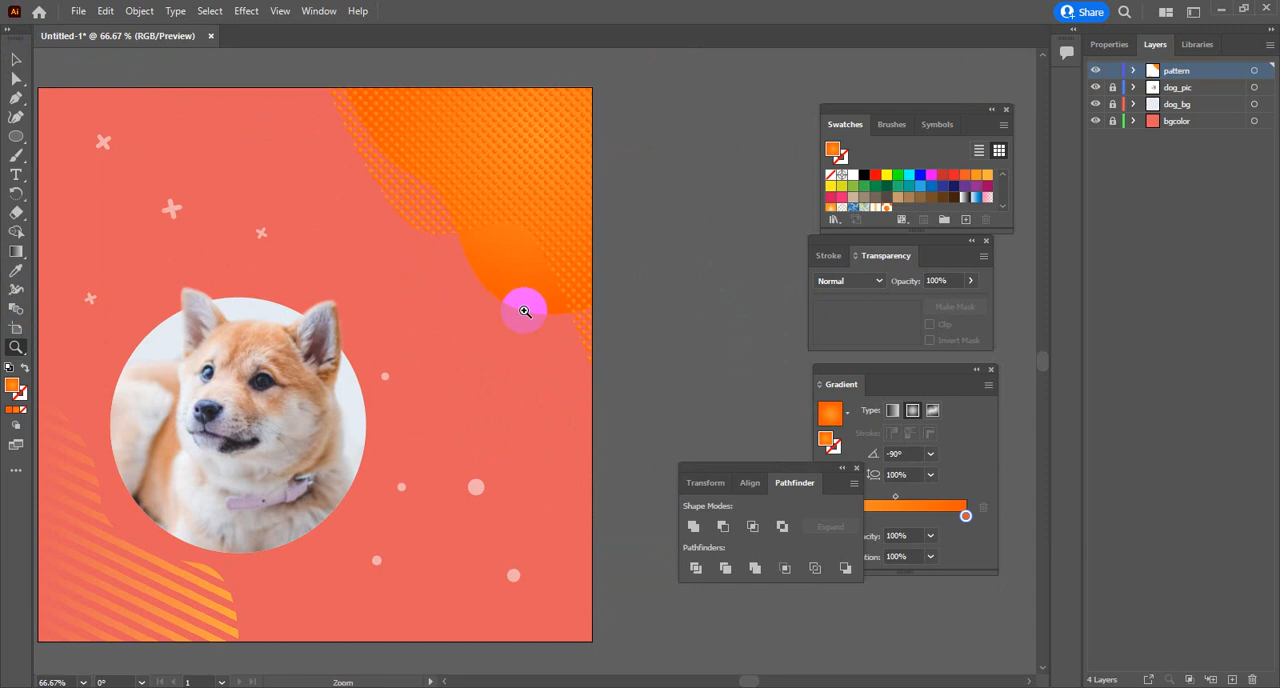 Ai File Edit Object Type Select Effect View Window Help Share
Untitled-1* @ 66.67 % (RGB/Preview) ×
Properties Layers Libraries
pattern
dog_pic
dog_bg
bgcolor
Swatches Brushes Symbols
Stroke Transparency
Normal Opacity: 100%
Make Mask
Clip
Invert Mask
Gradient
Type:
Stroke:
-90°
100%
Transform Align Pathfinder
Shape Modes:
Expand
Pathfinders:
acity: 100%
tion: 100%
66.67% 0° 1 Zoom
4 Layers